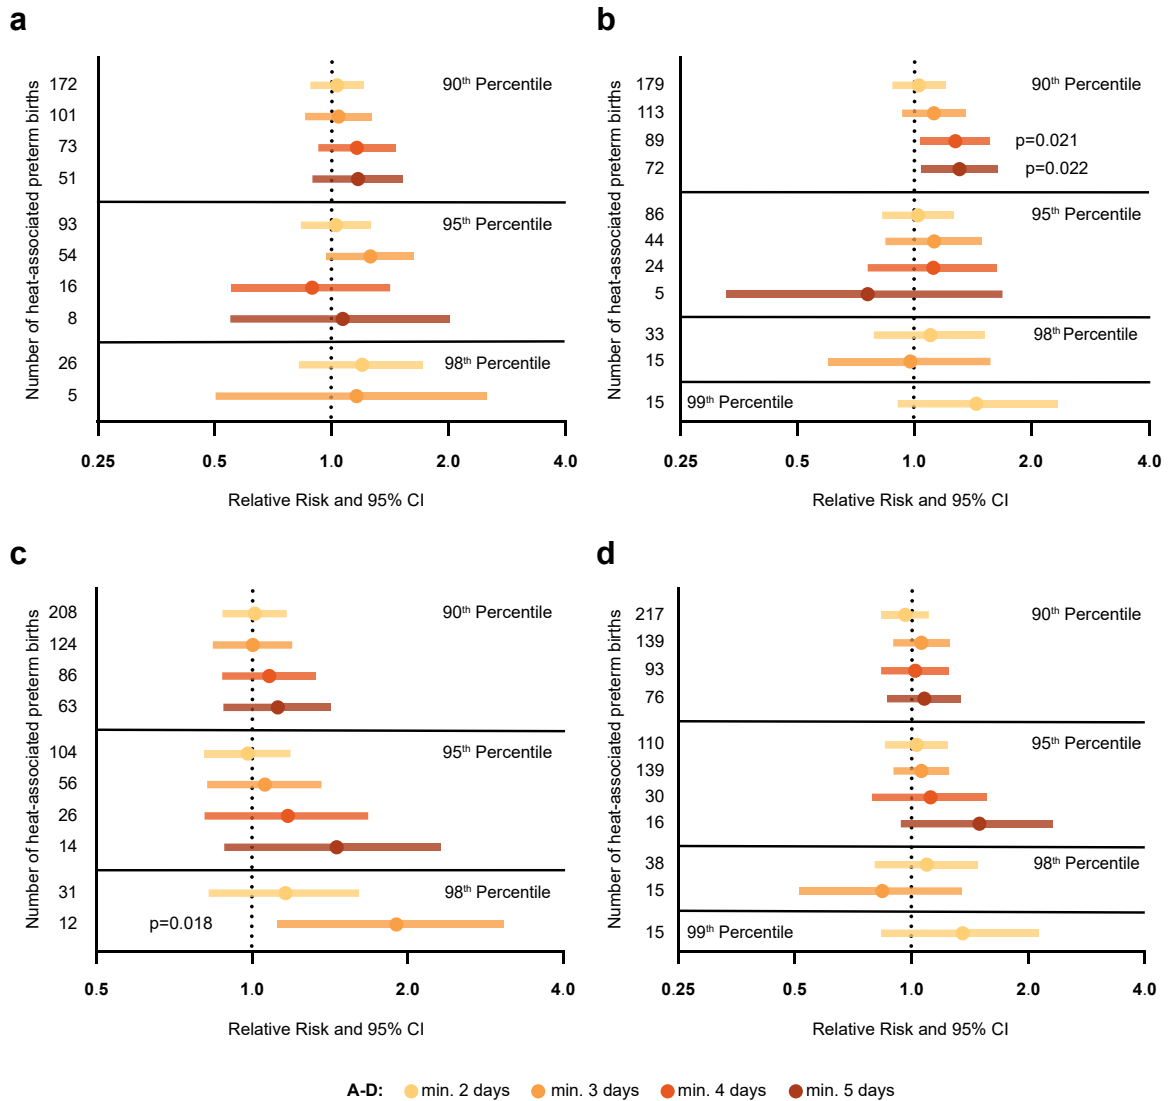 a
Number of heat-associated preterm births
172
90th Percentile
101
73
51
93
95th Percentile
54
16
8
26
98th Percentile
5
0.25 0.5 1.0 2.0 4.0
Relative Risk and 95% CI
b
Number of heat-associated preterm births
179
90th Percentile
113
89
p=0.021
72
p=0.022
86
95th Percentile
44
24
5
33
98th Percentile
15
15
99th Percentile
0.25 0.5 1.0 2.0 4.0
Relative Risk and 95% CI
c
Number of heat-associated preterm births
208
90th Percentile
124
86
63
104
95th Percentile
56
26
14
31
98th Percentile
12
p=0.018
0.5 1.0 2.0 4.0
Relative Risk and 95% CI
d
Number of heat-associated preterm births
217
90th Percentile
139
93
76
110
95th Percentile
139
30
16
38
98th Percentile
15
15
99th Percentile
0.25 0.5 1.0 2.0 4.0
Relative Risk and 95% CI
A-D: min. 2 days min. 3 days min. 4 days min. 5 days